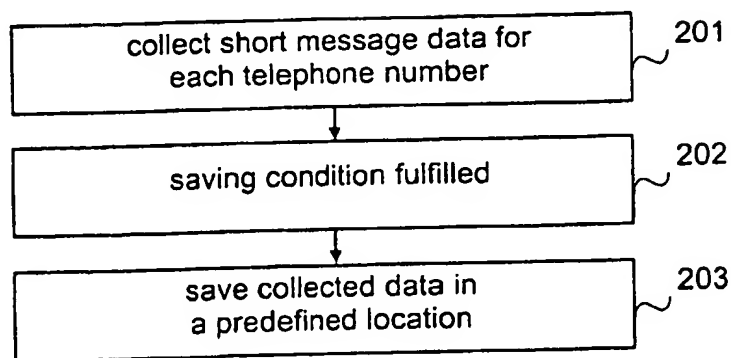 collect short message data for
each telephone number
201
saving condition fulfilled
202
save collected data in
a predefined location
203